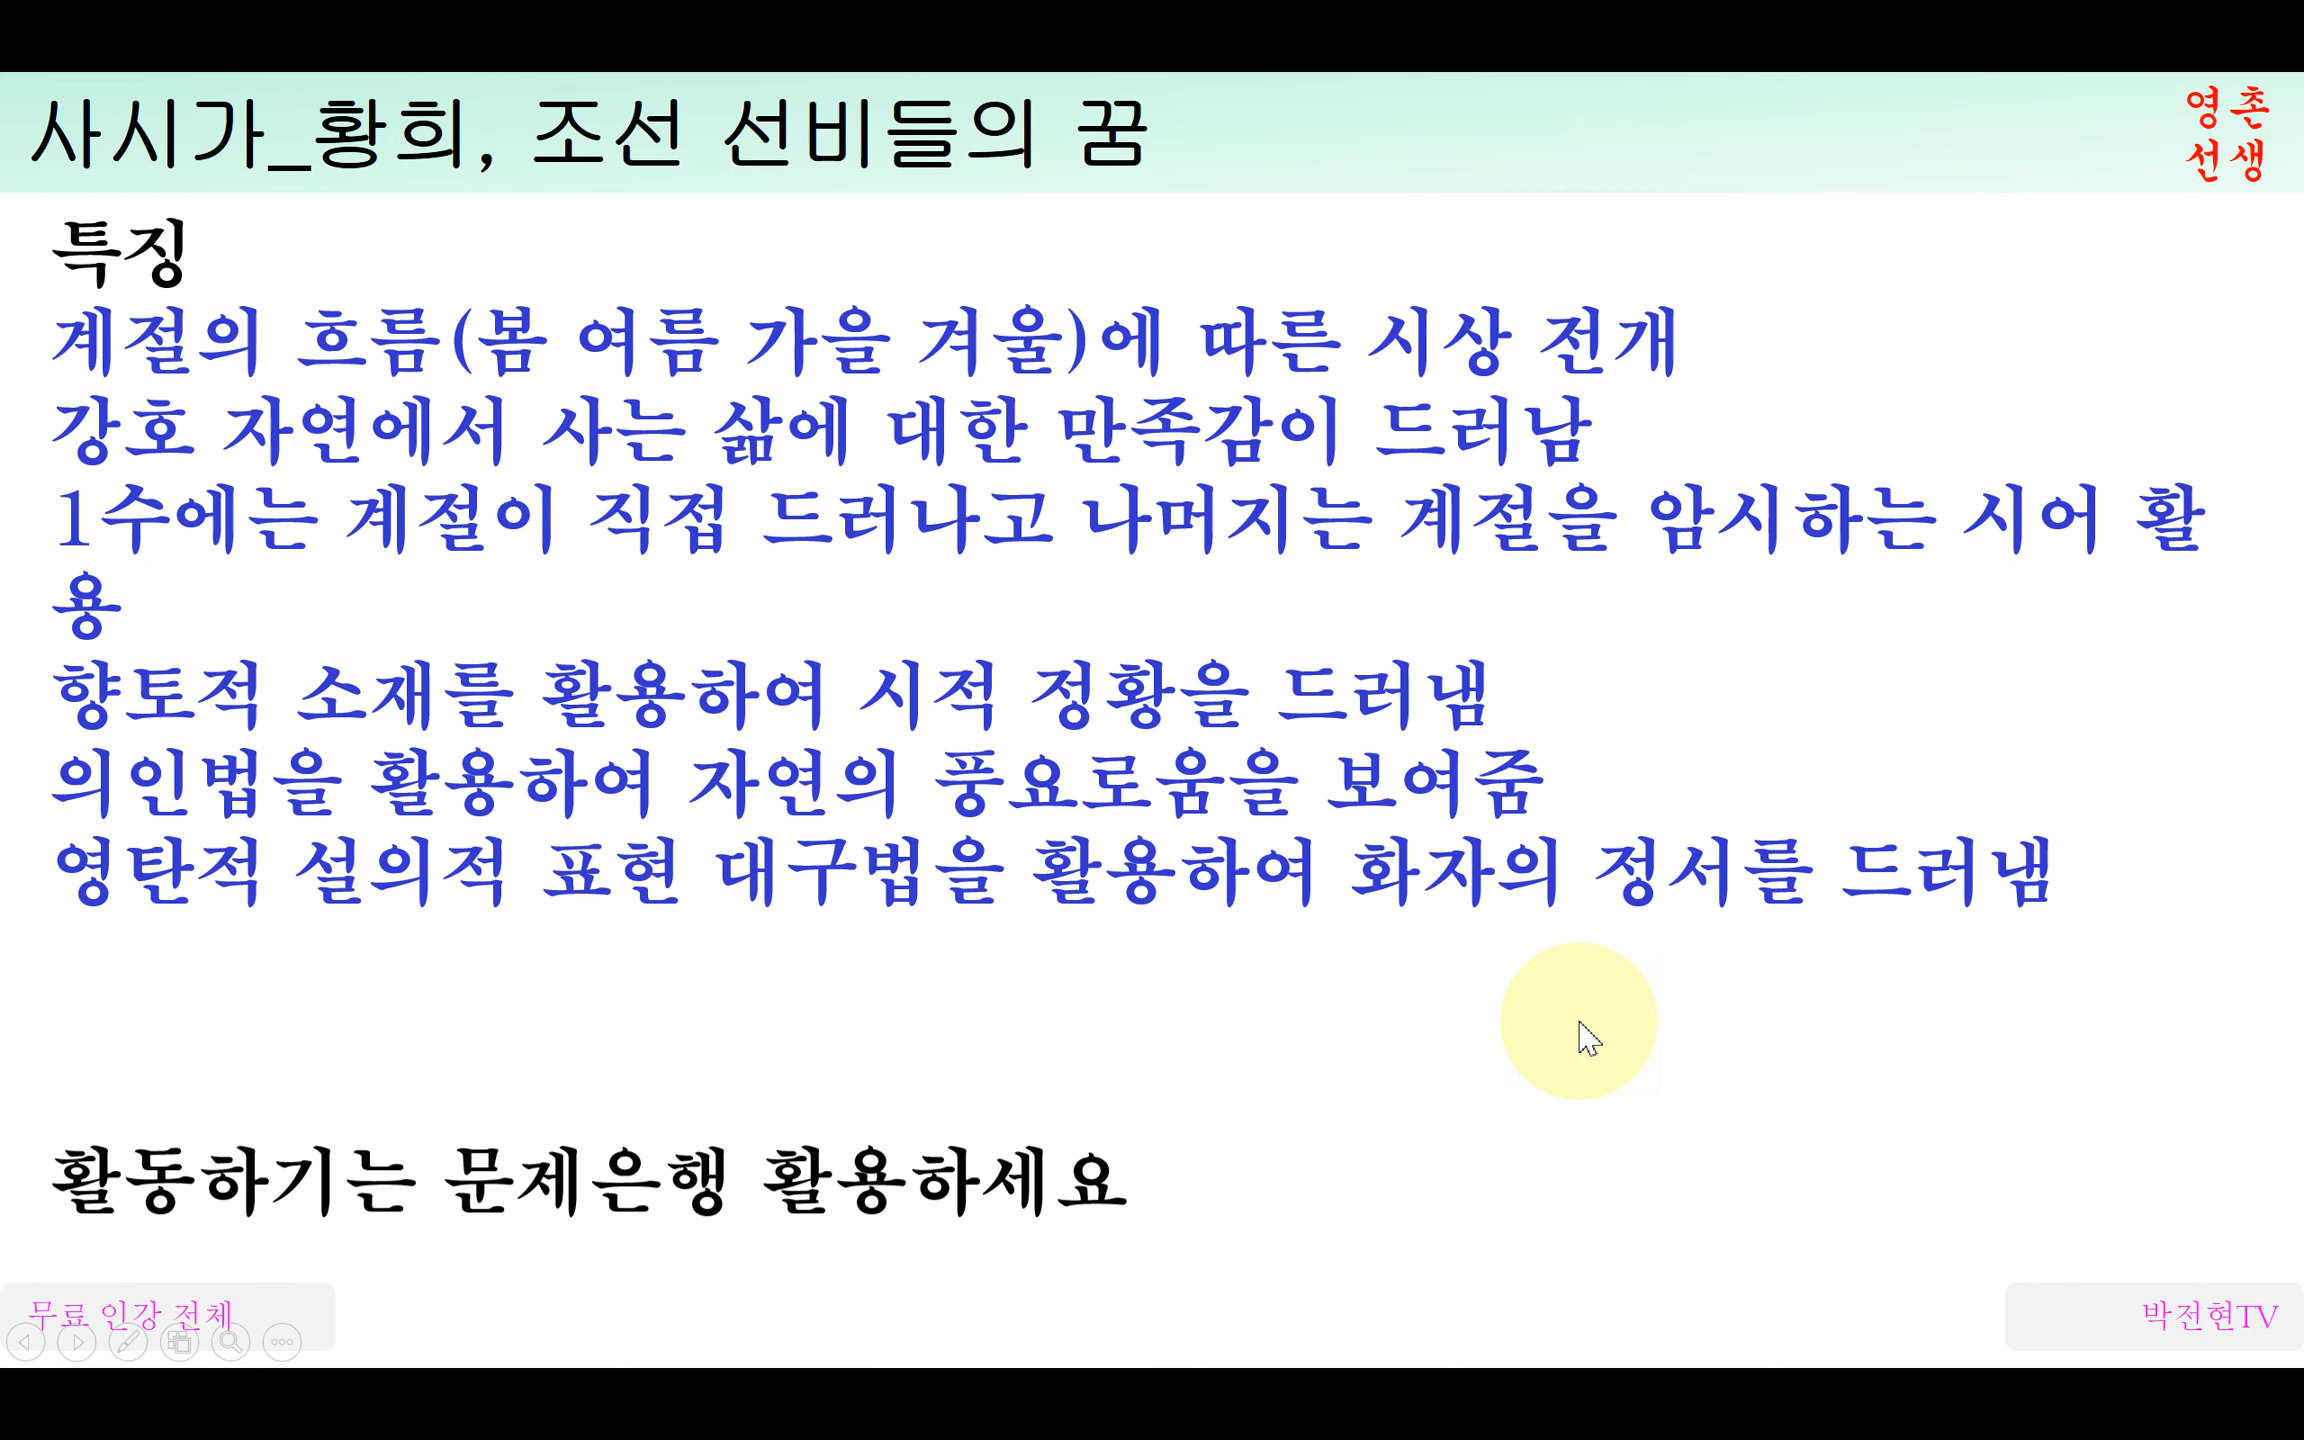 사시가_황희, 조선 선비들의 꿈
영촌
선생
특징
계절의 흐름(봄 여름 가을 겨울)에 따른 시상 전개
강호 자연에서 사는 삶에 대한 만족감이 드러남
1수에는 계절이 직접 드러나고 나머지는 계절을 암시하는 시어 활
용
향토적 소재를 활용하여 시적 정황을 드러냄
의인법을 활용하여 자연의 풍요로움을 보여줌
영탄적 설의적 표현 대구법을 활용하여 화자의 정서를 드러냄
활동하기는 문제은행 활용하세요
무료 인강 전체
박전현TV